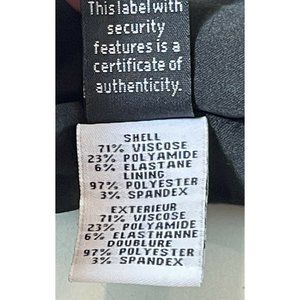 This label with
security
features is a
certificate of
authenticity.
SHELL
71% VISCOSE
23% POLYAMIDE
6% ELASTANE
LINING
97% POLYESTER
3% SPANDEX
EXTERIEUR
71% VISCOSE
23% POLYAMIDE
6% ELASTHANNE
DOUBLURE
97% POLYESTER
3% SPANDEX